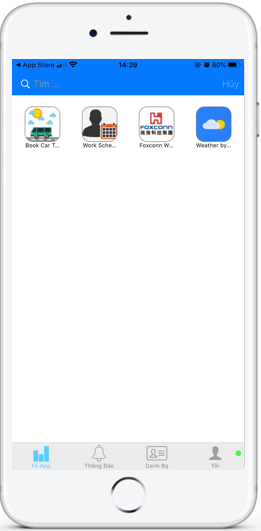 App Store 14:29 80%
Tìm ... Hủy
Book Car T... Work Sche... Foxconn W... Weather by...
FOXCONN
鴻海科技集團
Fii App Thông Báo Danh Bạ Tôi